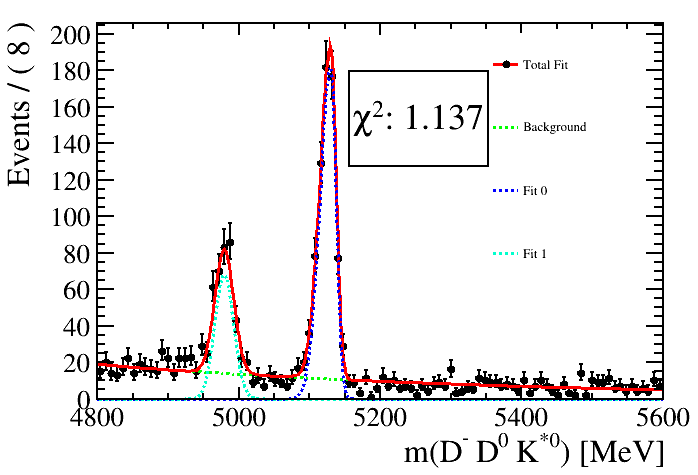 Events / ( 8 )
200
180
160
140
120
100
80
60
40
20
0
χ²: 1.137
Total Fit
Background
Fit 0
Fit 1
4800 5000 5200 5400 5600
m(D⁻ D⁰ K*⁰) [MeV]